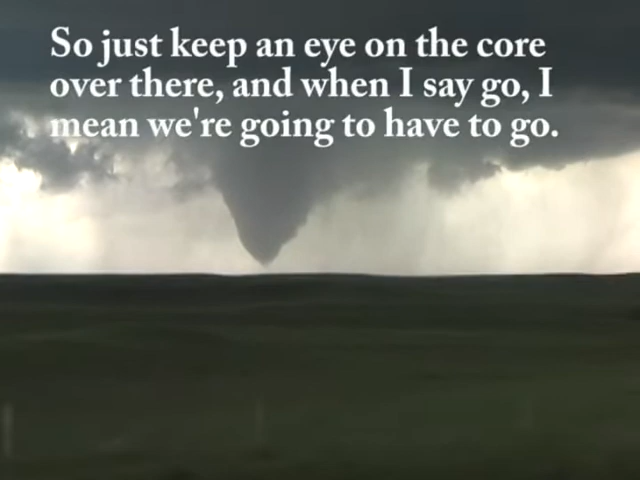 So just keep an eye on the core
over there, and when I say go, I
mean we're going to have to go.